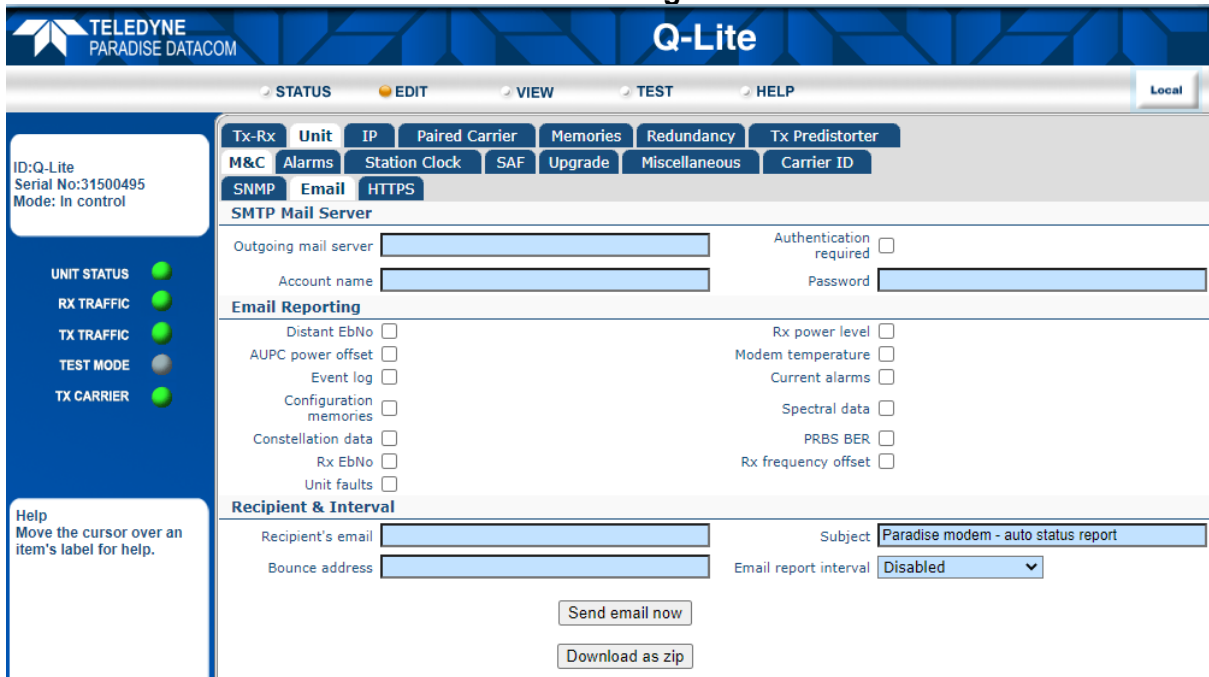 TELEDYNE
PARADISE DATACOM
Q-Lite
STATUS EDIT VIEW TEST HELP Local
ID:Q-Lite
Serial No:31500495
Mode: In control
UNIT STATUS
RX TRAFFIC
TX TRAFFIC
TEST MODE
TX CARRIER
Help
Move the cursor over an
item's label for help.
Tx-Rx Unit IP Paired Carrier Memories Redundancy Tx Predistorter
M&C Alarms Station Clock SAF Upgrade Miscellaneous Carrier ID
SNMP Email HTTPS
SMTP Mail Server
Outgoing mail server Authentication
required
Account name Password
Email Reporting
Distant EbNo Rx power level
AUPC power offset Modem temperature
Event log Current alarms
Configuration
memories Spectral data
Constellation data PRBS BER
Rx EbNo Rx frequency offset
Unit faults
Recipient & Interval
Recipient's email Subject Paradise modem - auto status report
Bounce address Email report interval Disabled
Send email now
Download as zip